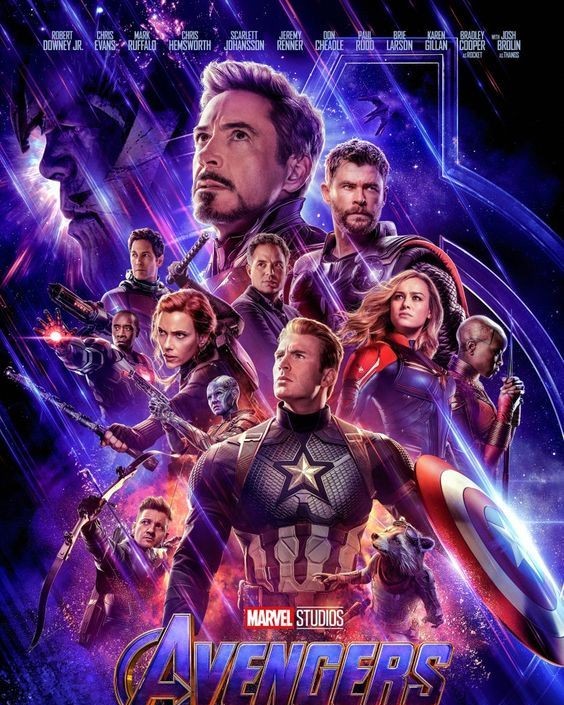 ROBERT DOWNEY JR. CHRIS EVANS MARK RUFFALO CHRIS HEMSWORTH SCARLETT JOHANSSON JEREMY RENNER DON CHEADLE PAUL RUDD BRIE LARSON KAREN GILLAN BRADLEY COOPER AS ROCKET WITH JOSH BROLIN AS THANOS
MARVEL STUDIOS
AVENGERS